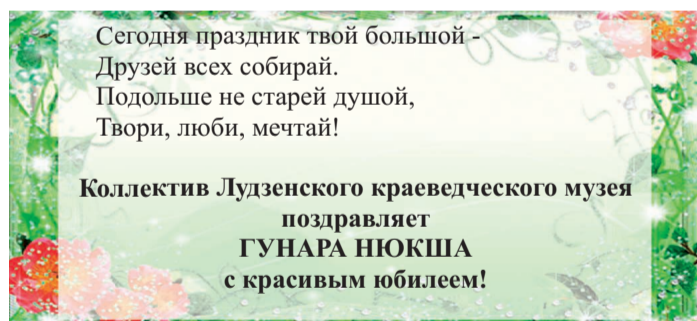 Сегодня праздник твой большой -
Друзей всех собирай.
Подольше не старей душой,
Твори, люби, мечтай!
Коллектив Лудзенского краеведческого музея
поздравляет
ГУНАРА НЮКША
с красивым юбилеем!